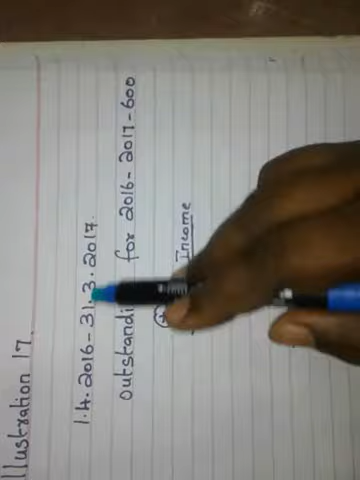 Illustration 17.
1.4.2016-31.3.2017.
outstandi for 2016-2017-600
Income